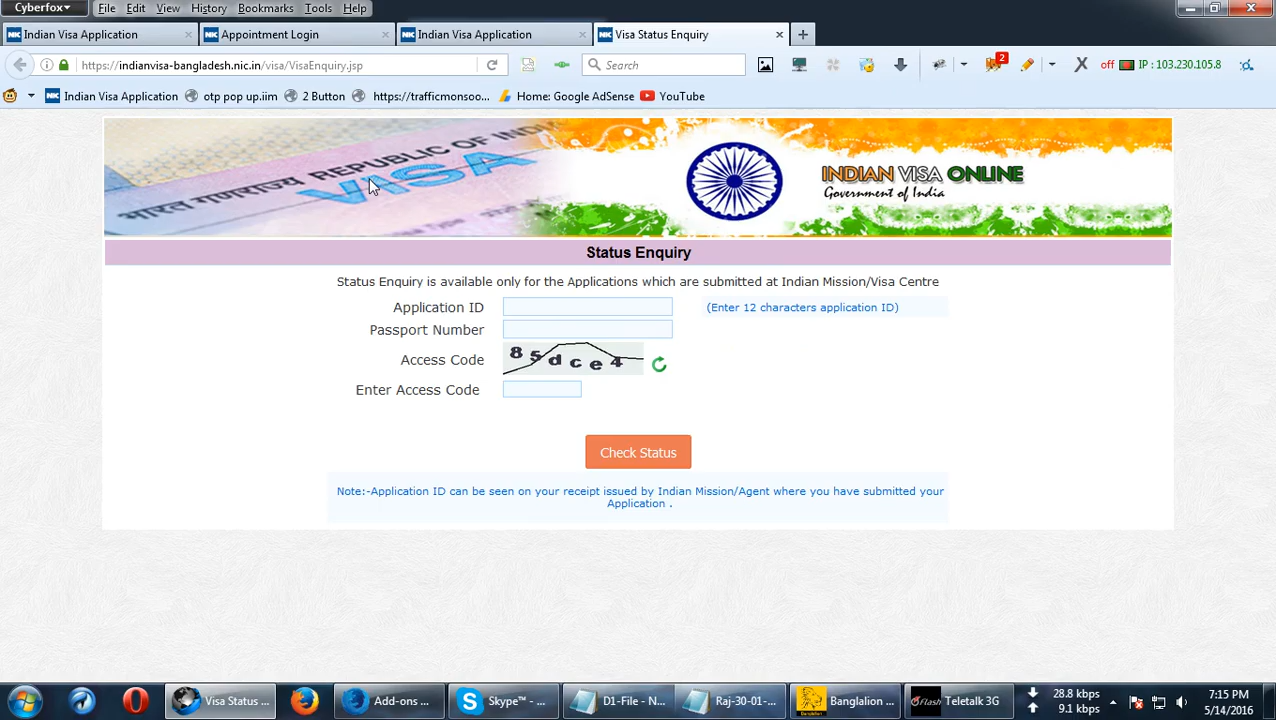 Cyberfox File Edit View History Bookmarks Tools Help
Indian Visa Application Appointment Login Indian Visa Application Visa Status Enquiry
https://indianvisa-bangladesh.nic.in/visa/VisaEnquiry.jsp Search 2 off IP : 103.230.105.8
Indian Visa Application otp pop up.iim 2 Button https://trafficmonsoo... Home: Google AdSense YouTube
भारत गणराज्य REPUBLIC OF INDI
VISA
INDIAN VISA ONLINE
Government of India
Status Enquiry
Status Enquiry is available only for the Applications which are submitted at Indian Mission/Visa Centre
Application ID (Enter 12 characters application ID)
Passport Number
Access Code 85dce4
Enter Access Code
Check Status
Note:-Application ID can be seen on your receipt issued by Indian Mission/Agent where you have submitted your
Application .
Visa Status ... Add-ons ... Skype™ - ... D1-File - N... Raj-30-01-... Banglalion ... Teletalk 3G 28.8 kbps 7:15 PM
9.1 kbps 5/14/2016